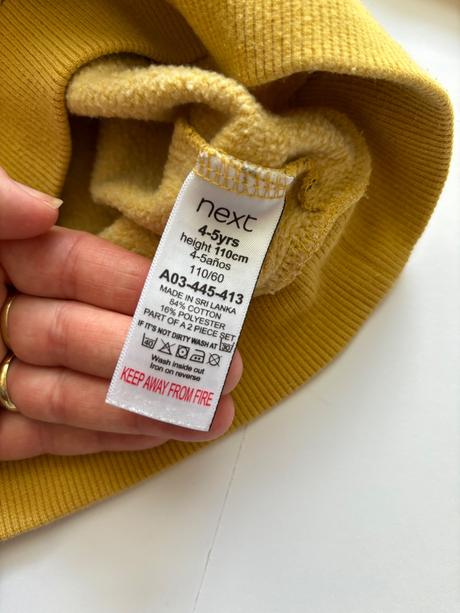 next
4-5yrs
height 110cm
4-5años
110/60
A03-445-413
MADE IN SRI LANKA
84% COTTON
16% POLYESTER
PART OF A 2 PIECE SET
IF IT'S NOT DIRTY WASH AT 30
40
Wash inside out
Iron on reverse
KEEP AWAY FROM FIRE